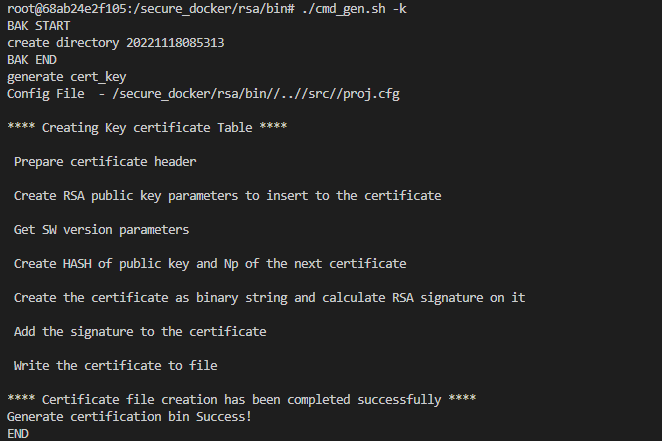 root@68ab24e2f105:/secure_docker/rsa/bin# ./cmd_gen.sh -k
BAK START
create directory 20221118085313
BAK END
generate cert_key
Config File  - /secure_docker/rsa/bin//..//src//proj.cfg
**** Creating Key certificate Table ****
Prepare certificate header
Create RSA public key parameters to insert to the certificate
Get SW version parameters
Create HASH of public key and Np of the next certificate
Create the certificate as binary string and calculate RSA signature on it
Add the signature to the certificate
Write the certificate to file
**** Certificate file creation has been completed successfully ****
Generate certification bin Success!
END